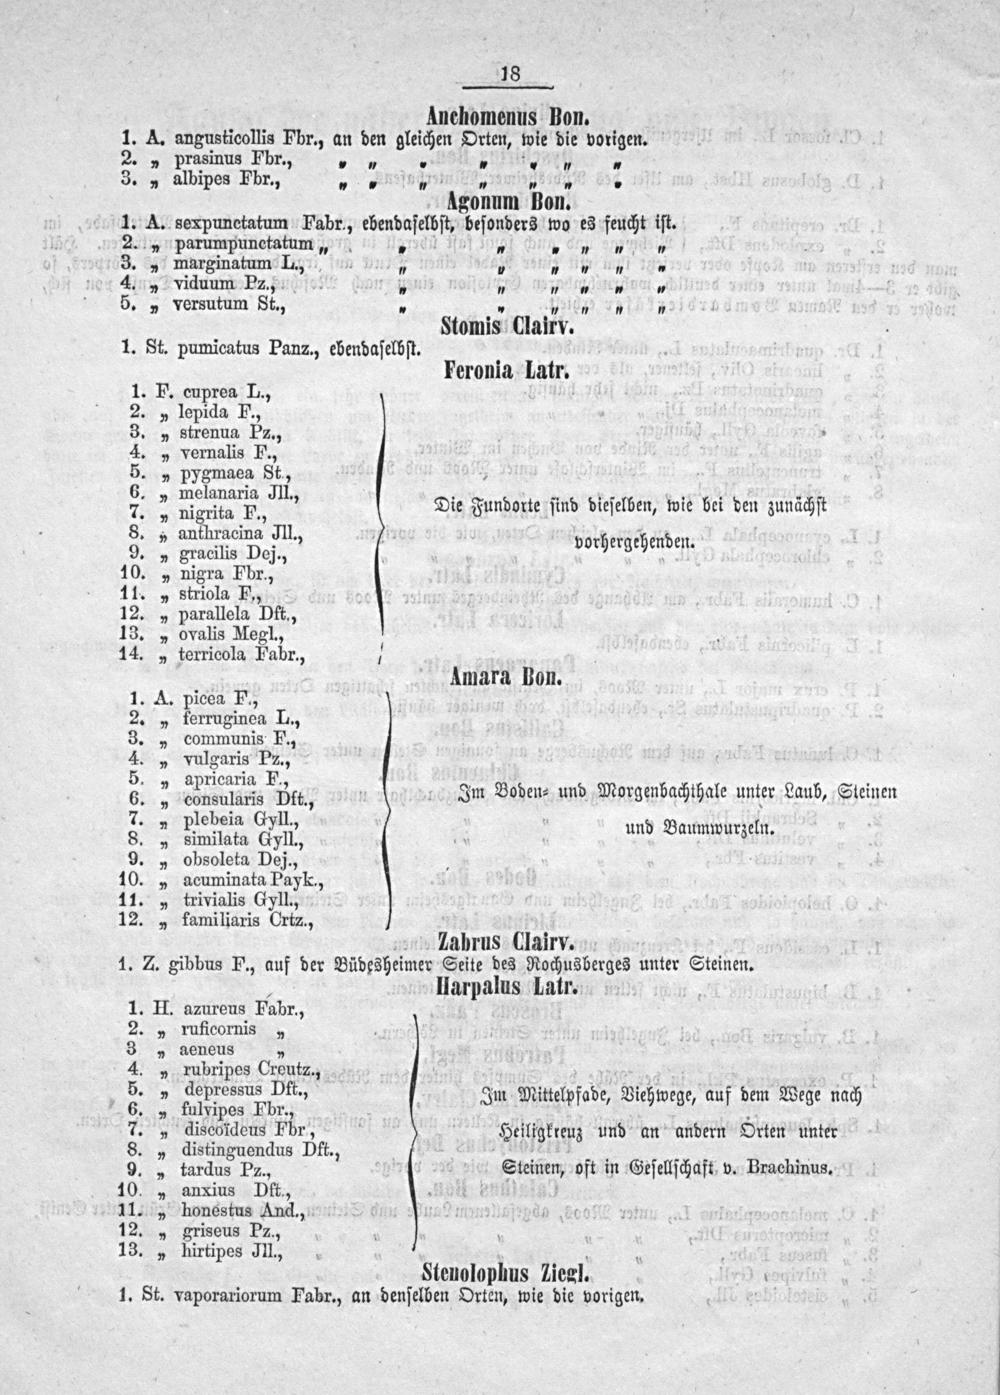 18
Anchomenus Bon.
1. A. angusticollis Fbr., an den gleichen Orten, wie die vorigen.
2. „ prasinus Fbr., „ „ „ „ „ „ „
3. „ albipes Fbr., „ „ „ „ „ „ „
Agonum Bon.
1. A. sexpunctatum Fabr., ebendaselbst, besonders wo es feucht ist.
2. „ parumpunctatum „ „ „ „ „ „ „
3. „ marginatum L., „ „ „ „ „ „
4. „ viduum Pz., „ „ „ „ „ „
5. „ versutum St., „ „ „ „ „ „
Stomis Clairv.
1. St. pumicatus Panz., ebendaselbst.
Feronia Latr.
1. F. cuprea L.,
2. „ lepida F.,
3. „ strenua Pz.,
4. „ vernalis F.,
5. „ pygmaea St.,
6. „ melanaria Jll.,
7. „ nigrita F.,
8. „ anthracina Jll.,
9. „ gracilis Dej.,
10. „ nigra Fbr.,
11. „ striola F.,
12. „ parallela Dft.,
13. „ ovalis Megl.,
14. „ terricola Fabr.,
Die Fundorte sind dieselben, wie bei den zunächst
vorhergehenden.
Amara Bon.
1. A. picea F.,
2. „ ferruginea L.,
3. „ communis F.,
4. „ vulgaris Pz.,
5. „ apricaria F.,
6. „ consularis Dft.,
7. „ plebeia Gyll.,
8. „ similata Gyll.,
9. „ obsoleta Dej.,
10. „ acuminata Payk.,
11. „ trivialis Gyll.,
12. „ familiaris Crtz.,
Im Boden= und Morgenbachthale unter Laub, Steinen
und Baumwurzeln.
Zabrus Clairv.
1. Z. gibbus F., auf der Büdesheimer Seite des Rochusberges unter Steinen.
Harpalus Latr.
1. H. azureus Fabr.,
2. „ ruficornis „
3 „ aeneus „
4. „ rubripes Creutz.,
5. „ depressus Dft.,
6. „ fulvipes Fbr.,
7. „ discoideus Fbr,
8. „ distinguendus Dft.,
9. „ tardus Pz.,
10. „ anxius Dft.,
11. „ honestus And.,
12. „ griseus Pz.,
13. „ hirtipes Jll.,
Im Mittelpfade, Viehwege, auf dem Wege nach
Heiligkreuz und an andern Orten unter
Steinen, oft in Gesellschaft v. Brachinus.
Stenolophus Ziegl.
1. St. vaporariorum Fabr., an denselben Orten, wie die vorigen.